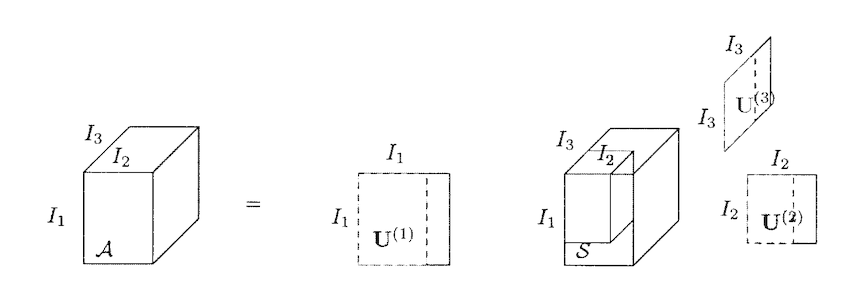 I₃
I₂
I₁
𝒜
=
I₁
I₁
U⁽¹⁾
I₃
I₂
I₁
𝒮
I₃
I₃
U⁽³⁾
I₂
I₂
U⁽²⁾